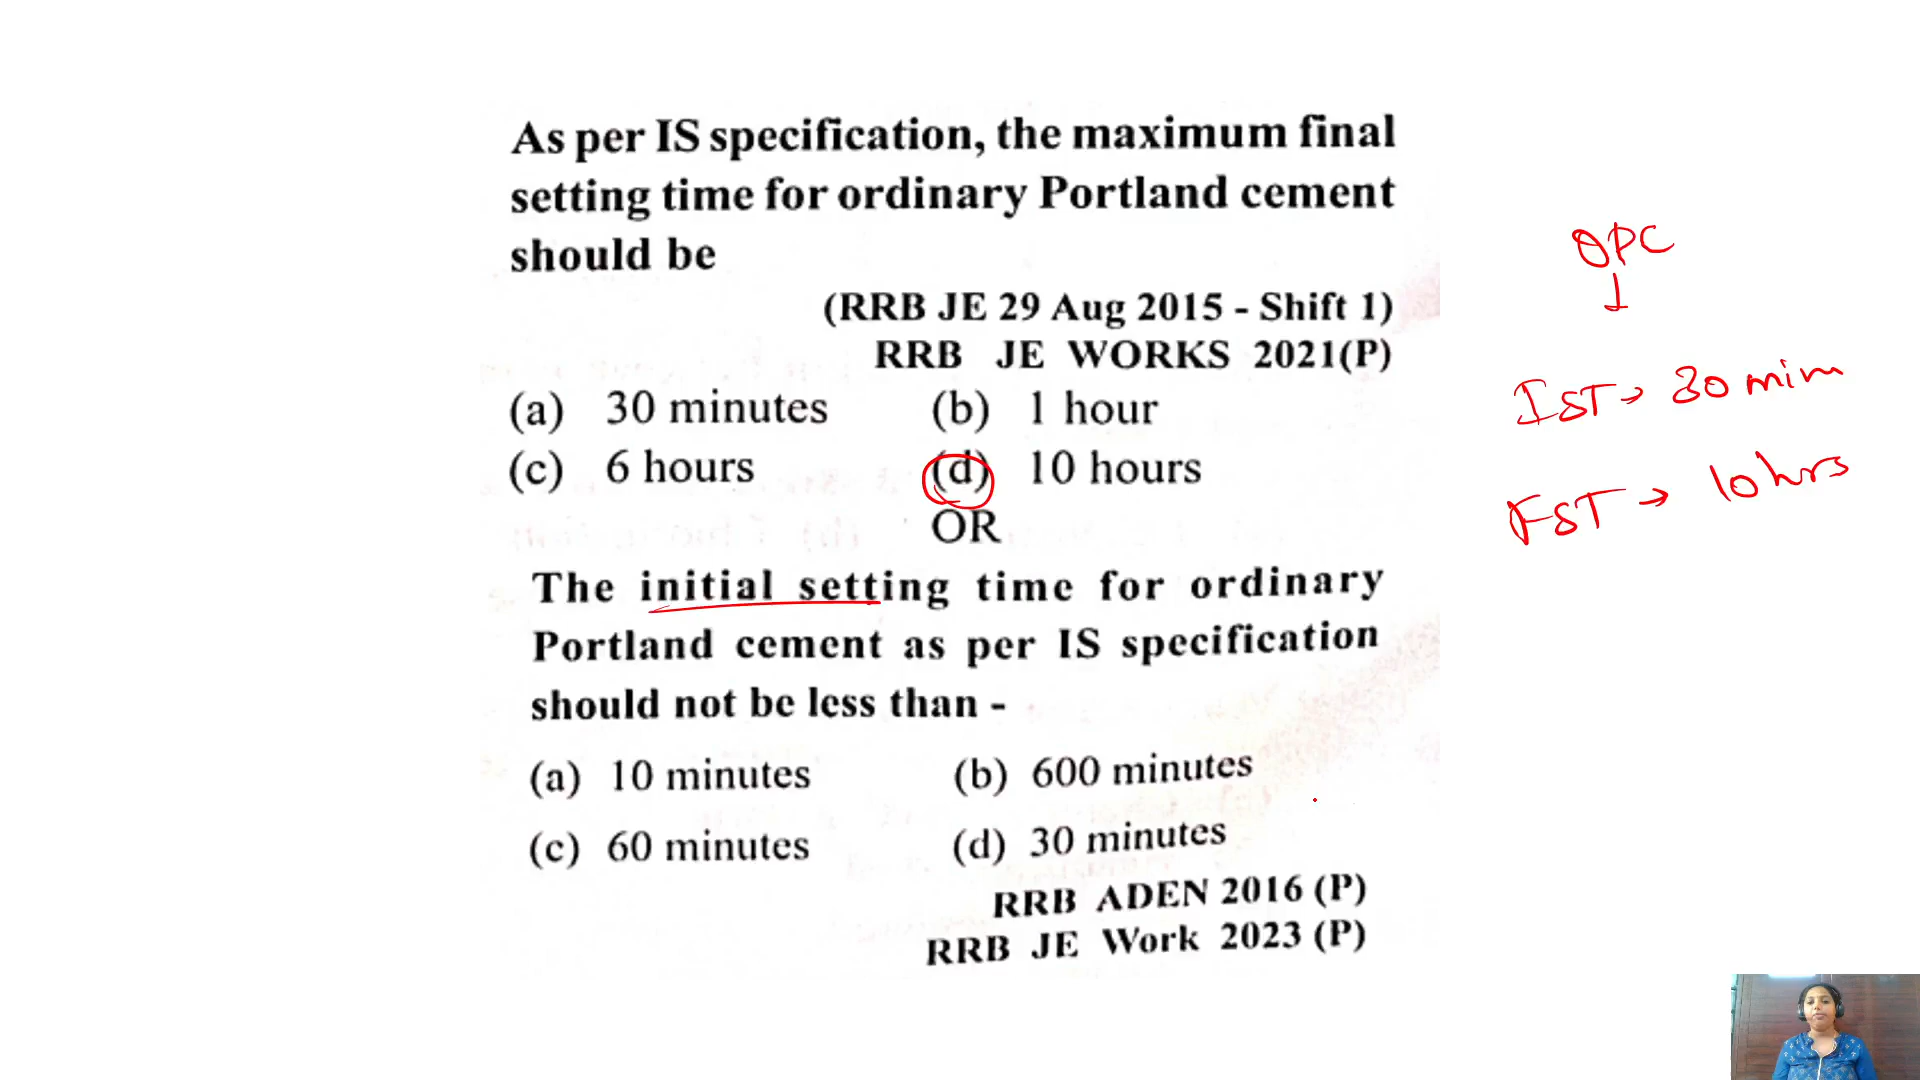 As per IS specification, the maximum final
setting time for ordinary Portland cement
should be
(RRB JE 29 Aug 2015 - Shift 1)
RRB JE WORKS 2021(P)
(a) 30 minutes (b) 1 hour
(c) 6 hours (d) 10 hours
OR
The initial setting time for ordinary
Portland cement as per IS specification
should not be less than -
(a) 10 minutes (b) 600 minutes
(c) 60 minutes (d) 30 minutes
RRB ADEN 2016 (P)
RRB JE Work 2023 (P)
OPC
IST → 30 min
FST → 10 hrs